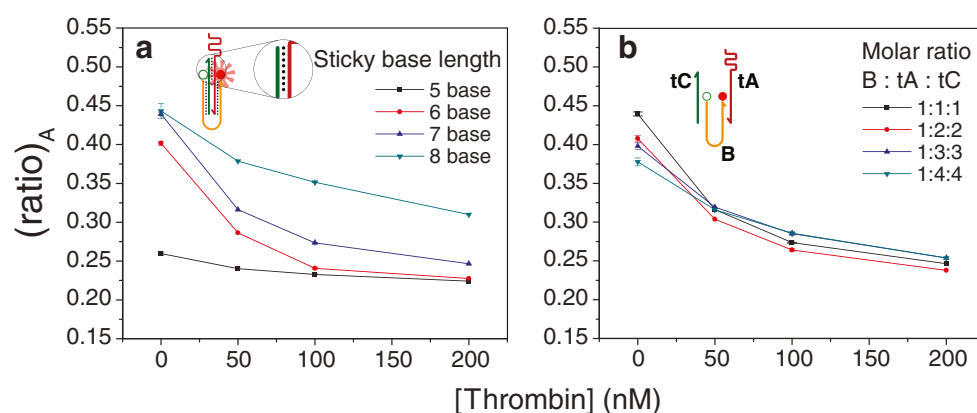 (ratio)A
0.55
0.50
0.45
0.40
0.35
0.30
0.25
0.20
0.15
a
Sticky base length
5 base
6 base
7 base
8 base
0 50 100 200
0.55
0.50
0.45
0.40
0.35
0.30
0.25
0.20
0.15
b
tC tA
B
Molar ratio
B : tA : tC
1:1:1
1:2:2
1:3:3
1:4:4
0 50 100 200
[Thrombin] (nM)